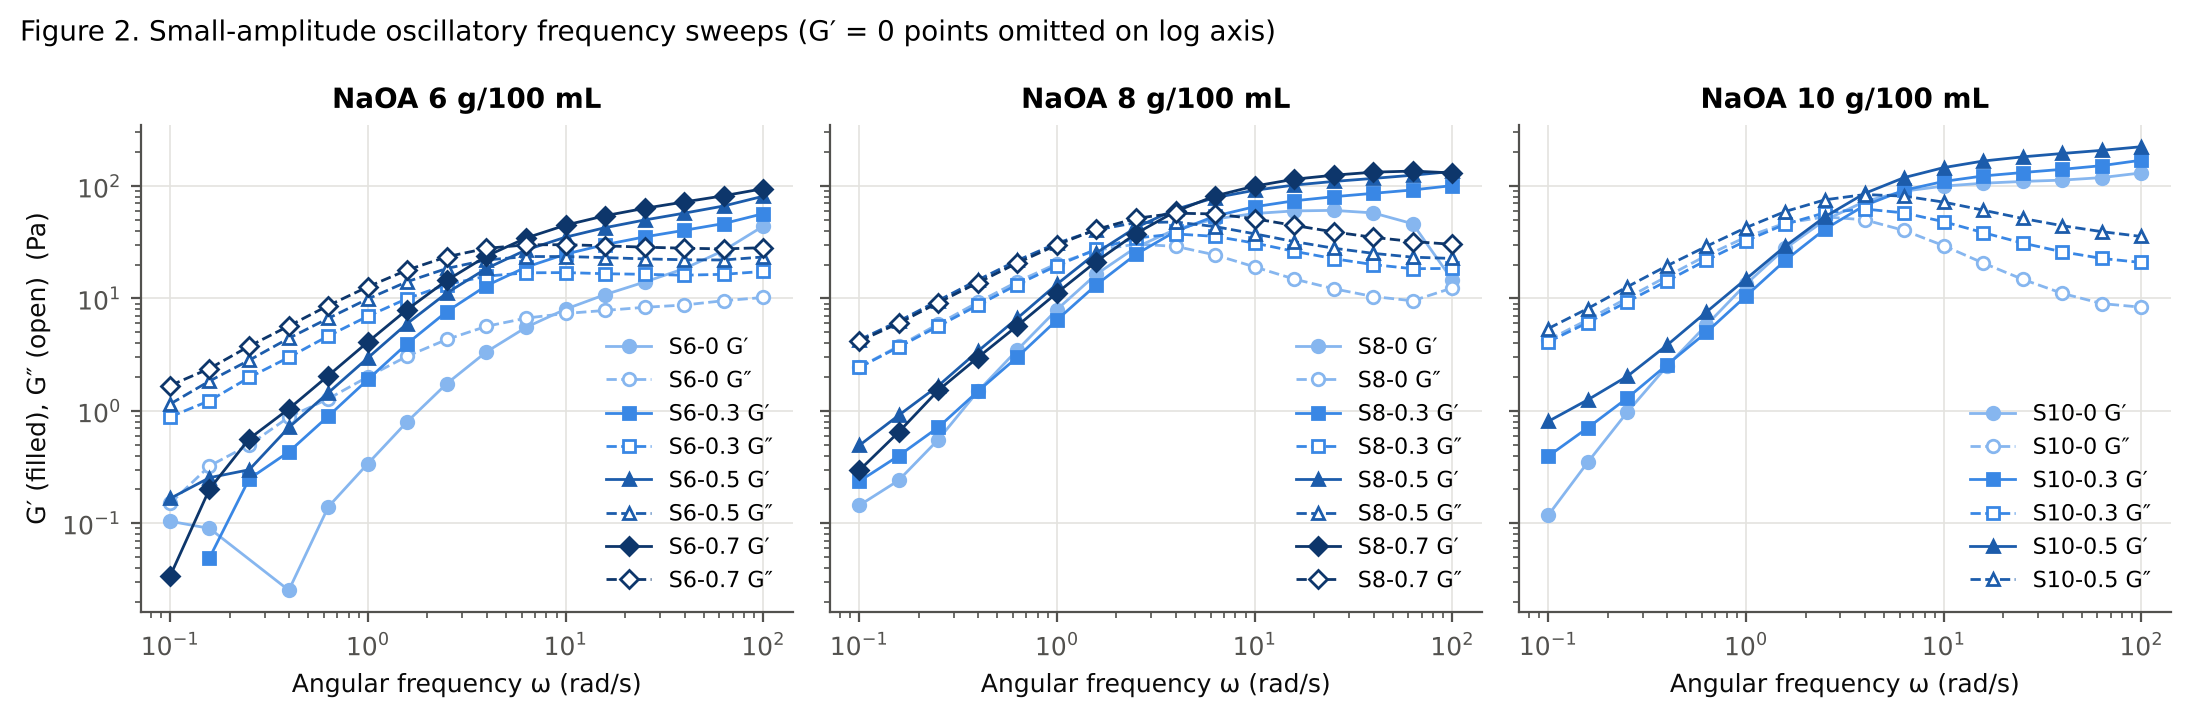 Figure 2. Small-amplitude oscillatory frequency sweeps (G′ = 0 points omitted on log axis)
NaOA 6 g/100 mL
NaOA 8 g/100 mL
NaOA 10 g/100 mL
G′ (filled), G″ (open) (Pa)
10²
10¹
10⁰
10⁻¹
S6-0 G′
S6-0 G″
S6-0.3 G′
S6-0.3 G″
S6-0.5 G′
S6-0.5 G″
S6-0.7 G′
S6-0.7 G″
S8-0 G′
S8-0 G″
S8-0.3 G′
S8-0.3 G″
S8-0.5 G′
S8-0.5 G″
S8-0.7 G′
S8-0.7 G″
S10-0 G′
S10-0 G″
S10-0.3 G′
S10-0.3 G″
S10-0.5 G′
S10-0.5 G″
10⁻¹ 10⁰ 10¹ 10²
10⁻¹ 10⁰ 10¹ 10²
10⁻¹ 10⁰ 10¹ 10²
Angular frequency ω (rad/s)
Angular frequency ω (rad/s)
Angular frequency ω (rad/s)